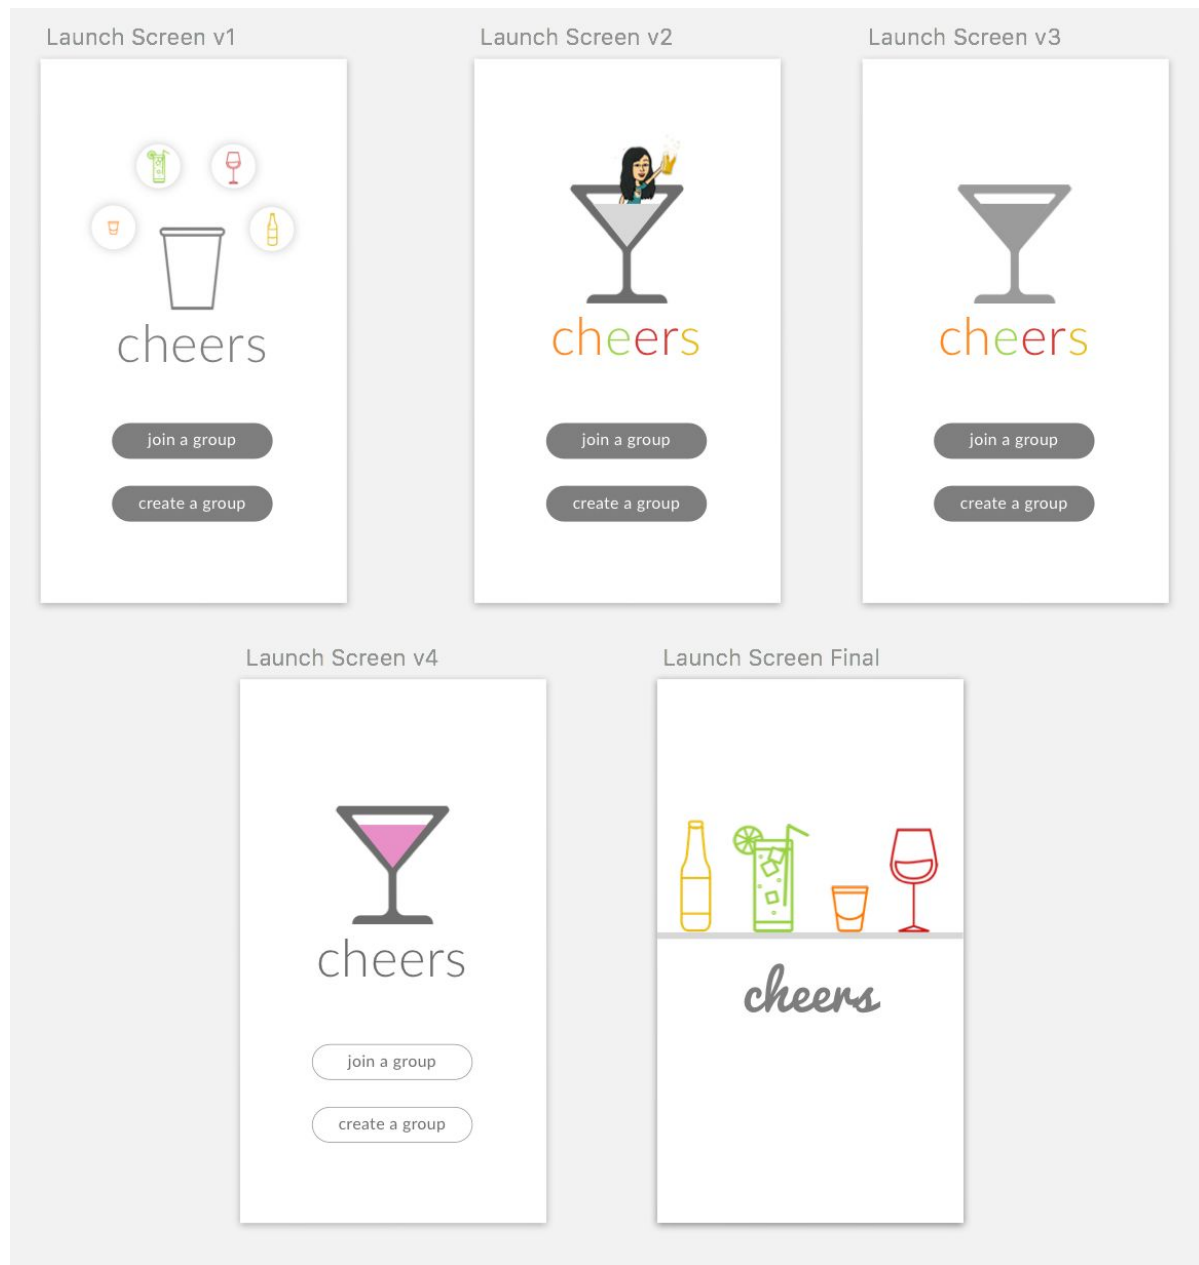 Launch Screen v1
cheers
join a group
create a group
Launch Screen v2
cheers
join a group
create a group
Launch Screen v3
cheers
join a group
create a group
Launch Screen v4
cheers
join a group
create a group
Launch Screen Final
cheers